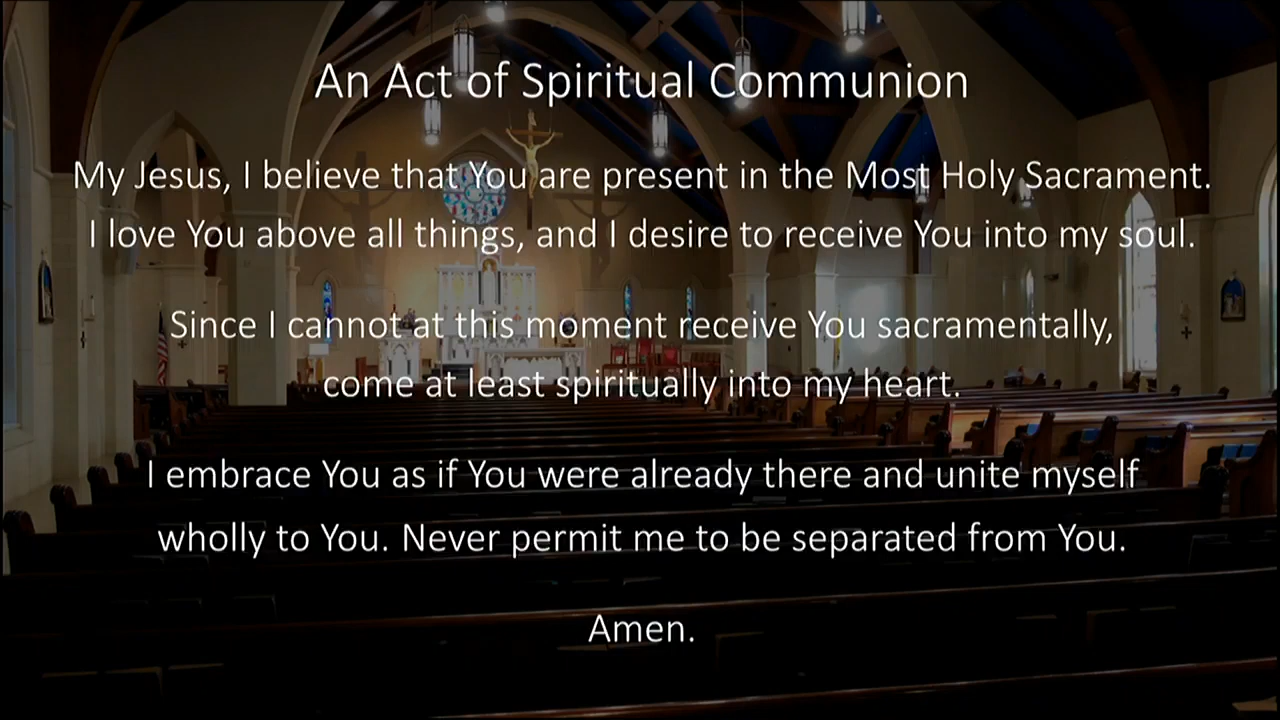 An Act of Spiritual Communion
My Jesus, I believe that You are present in the Most Holy Sacrament.
I love You above all things, and I desire to receive You into my soul.
Since I cannot at this moment receive You sacramentally,
come at least spiritually into my heart.
I embrace You as if You were already there and unite myself
wholly to You. Never permit me to be separated from You.
Amen.